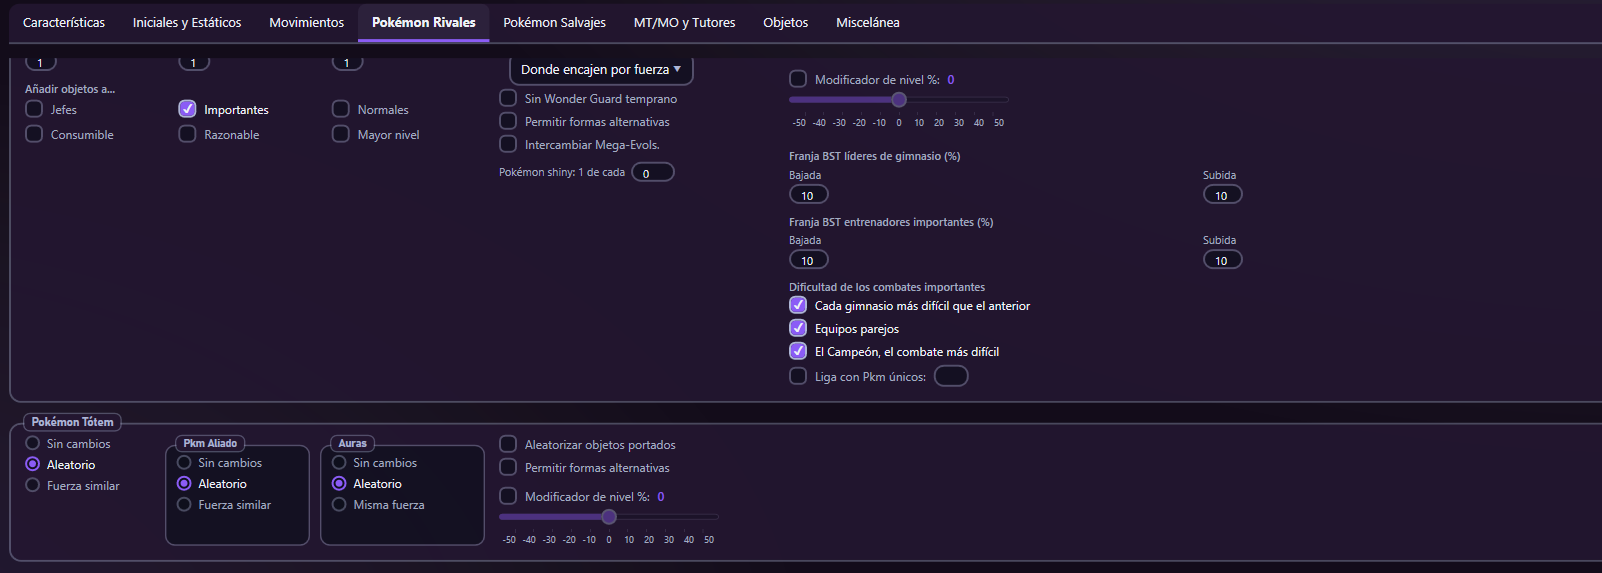 Características Iniciales y Estáticos Movimientos Pokémon Rivales Pokémon Salvajes MT/MO y Tutores Objetos Miscelánea
1 1 1
Añadir objetos a...
Jefes Importantes Normales
Consumible Razonable Mayor nivel
Donde encajen por fuerza
Sin Wonder Guard temprano
Permitir formas alternativas
Intercambiar Mega-Evols.
Pokémon shiny: 1 de cada 0
Modificador de nivel %: 0
-50 -40 -30 -20 -10 0 10 20 30 40 50
Franja BST líderes de gimnasio (%)
Bajada Subida
10 10
Franja BST entrenadores importantes (%)
Bajada Subida
10 10
Dificultad de los combates importantes
Cada gimnasio más difícil que el anterior
Equipos parejos
El Campeón, el combate más difícil
Liga con Pkm únicos:
Pokémon Tótem
Sin cambios
Aleatorio
Fuerza similar
Pkm Aliado
Sin cambios
Aleatorio
Fuerza similar
Auras
Sin cambios
Aleatorio
Misma fuerza
Aleatorizar objetos portados
Permitir formas alternativas
Modificador de nivel %: 0
-50 -40 -30 -20 -10 0 10 20 30 40 50